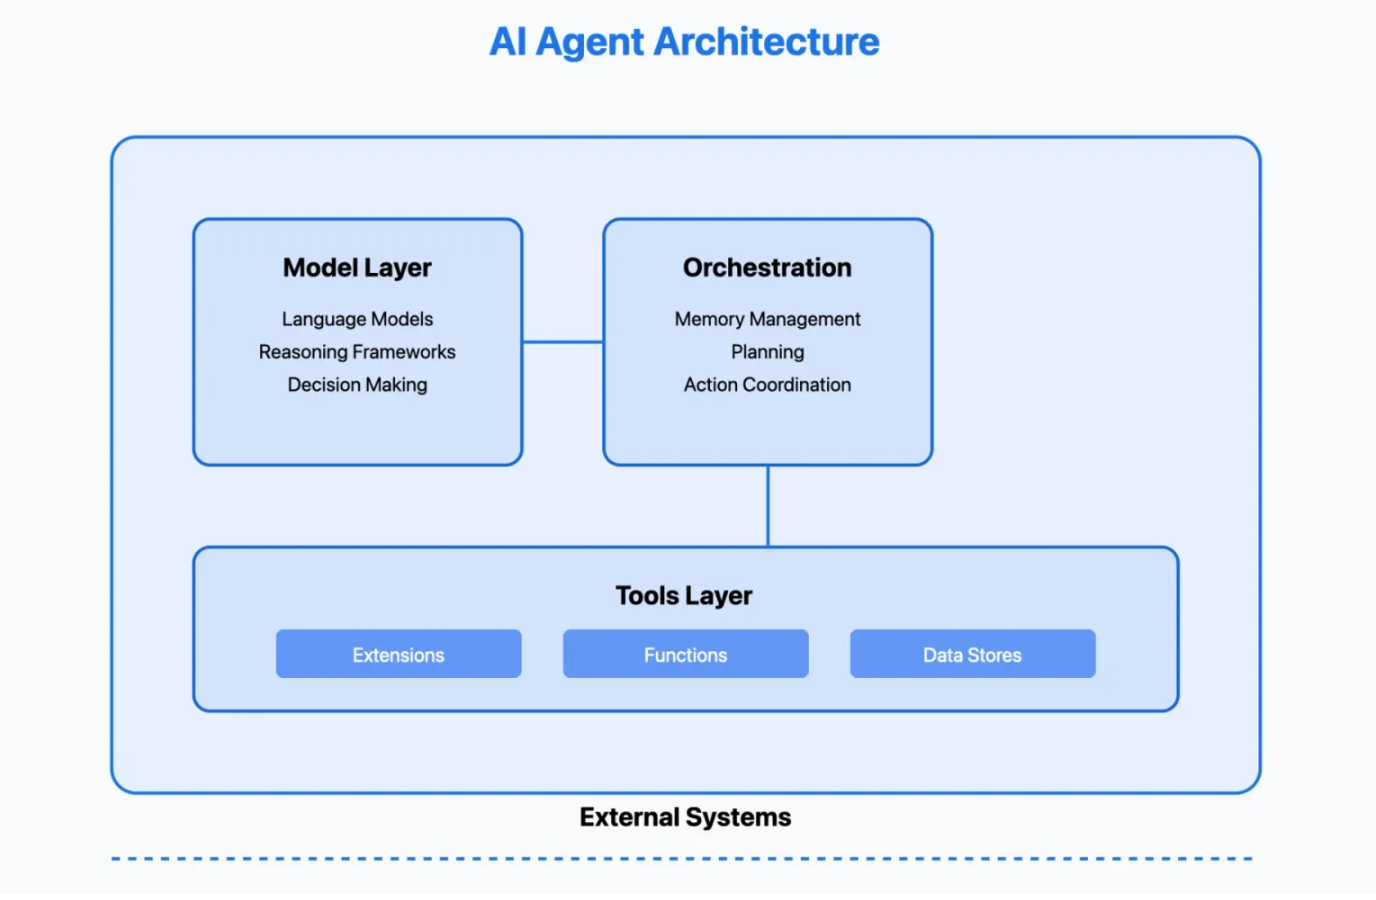 AI Agent Architecture
Model Layer
Language Models
Reasoning Frameworks
Decision Making
Orchestration
Memory Management
Planning
Action Coordination
Tools Layer
Extensions
Functions
Data Stores
External Systems